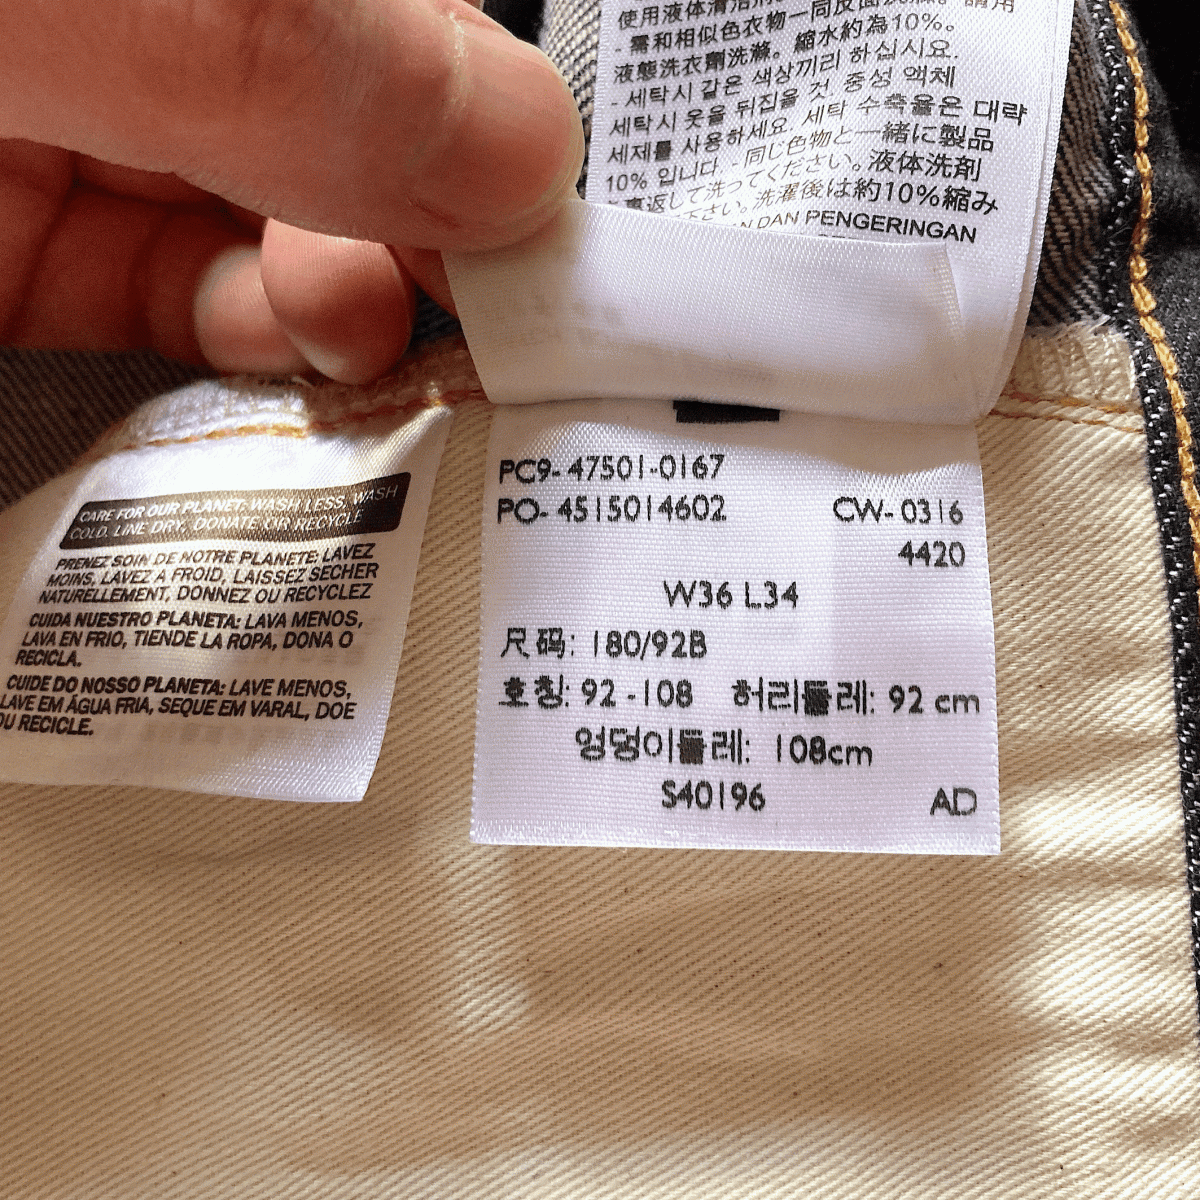 使用液体清洁剂
- 需和相似色衣物一同反面洗滌。請用
液態洗衣劑洗滌。縮水約為10%。
- 세탁시 같은 색상끼리 하십시요.
세탁시 옷을 뒤집을 것 중성 액체
세제를 사용하세요. 세탁 수축율은 대략
10% 입니다 - 同じ色物と一緒に製品
を裏返して洗ってください。液体洗剤
下さい。洗濯後は約10%縮み
DAN PENGERINGAN
CARE FOR OUR PLANET: WASH LESS, WASH
COLD, LINE DRY, DONATE OR RECYCLE
PRENEZ SOIN DE NOTRE PLANETE: LAVEZ
MOINS, LAVEZ A FROID, LAISSEZ SECHER
NATURELLEMENT, DONNEZ OU RECYCLEZ
CUIDA NUESTRO PLANETA: LAVA MENOS,
LAVA EN FRIO, TIENDE LA ROPA, DONA O
RECICLA.
CUIDE DO NOSSO PLANETA: LAVE MENOS,
LAVE EM ÁGUA FRIA, SEQUE EM VARAL, DOE
OU RECICLE.
PC9- 47501-0167
PO- 4515014602 CW- 0316
4420
W36 L34
尺码: 180/92B
호칭: 92 -108 허리둘레: 92 cm
엉덩이둘레: 108cm
S40196 AD